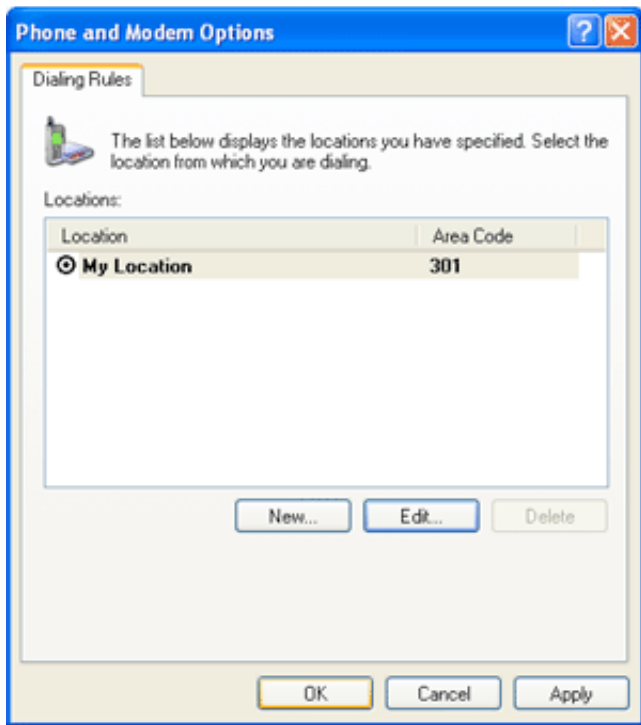 Phone and Modem Options
Dialing Rules
The list below displays the locations you have specified. Select the
location from which you are dialing.
Locations:
Location Area Code
My Location 301
New... Edit... Delete
OK Cancel Apply